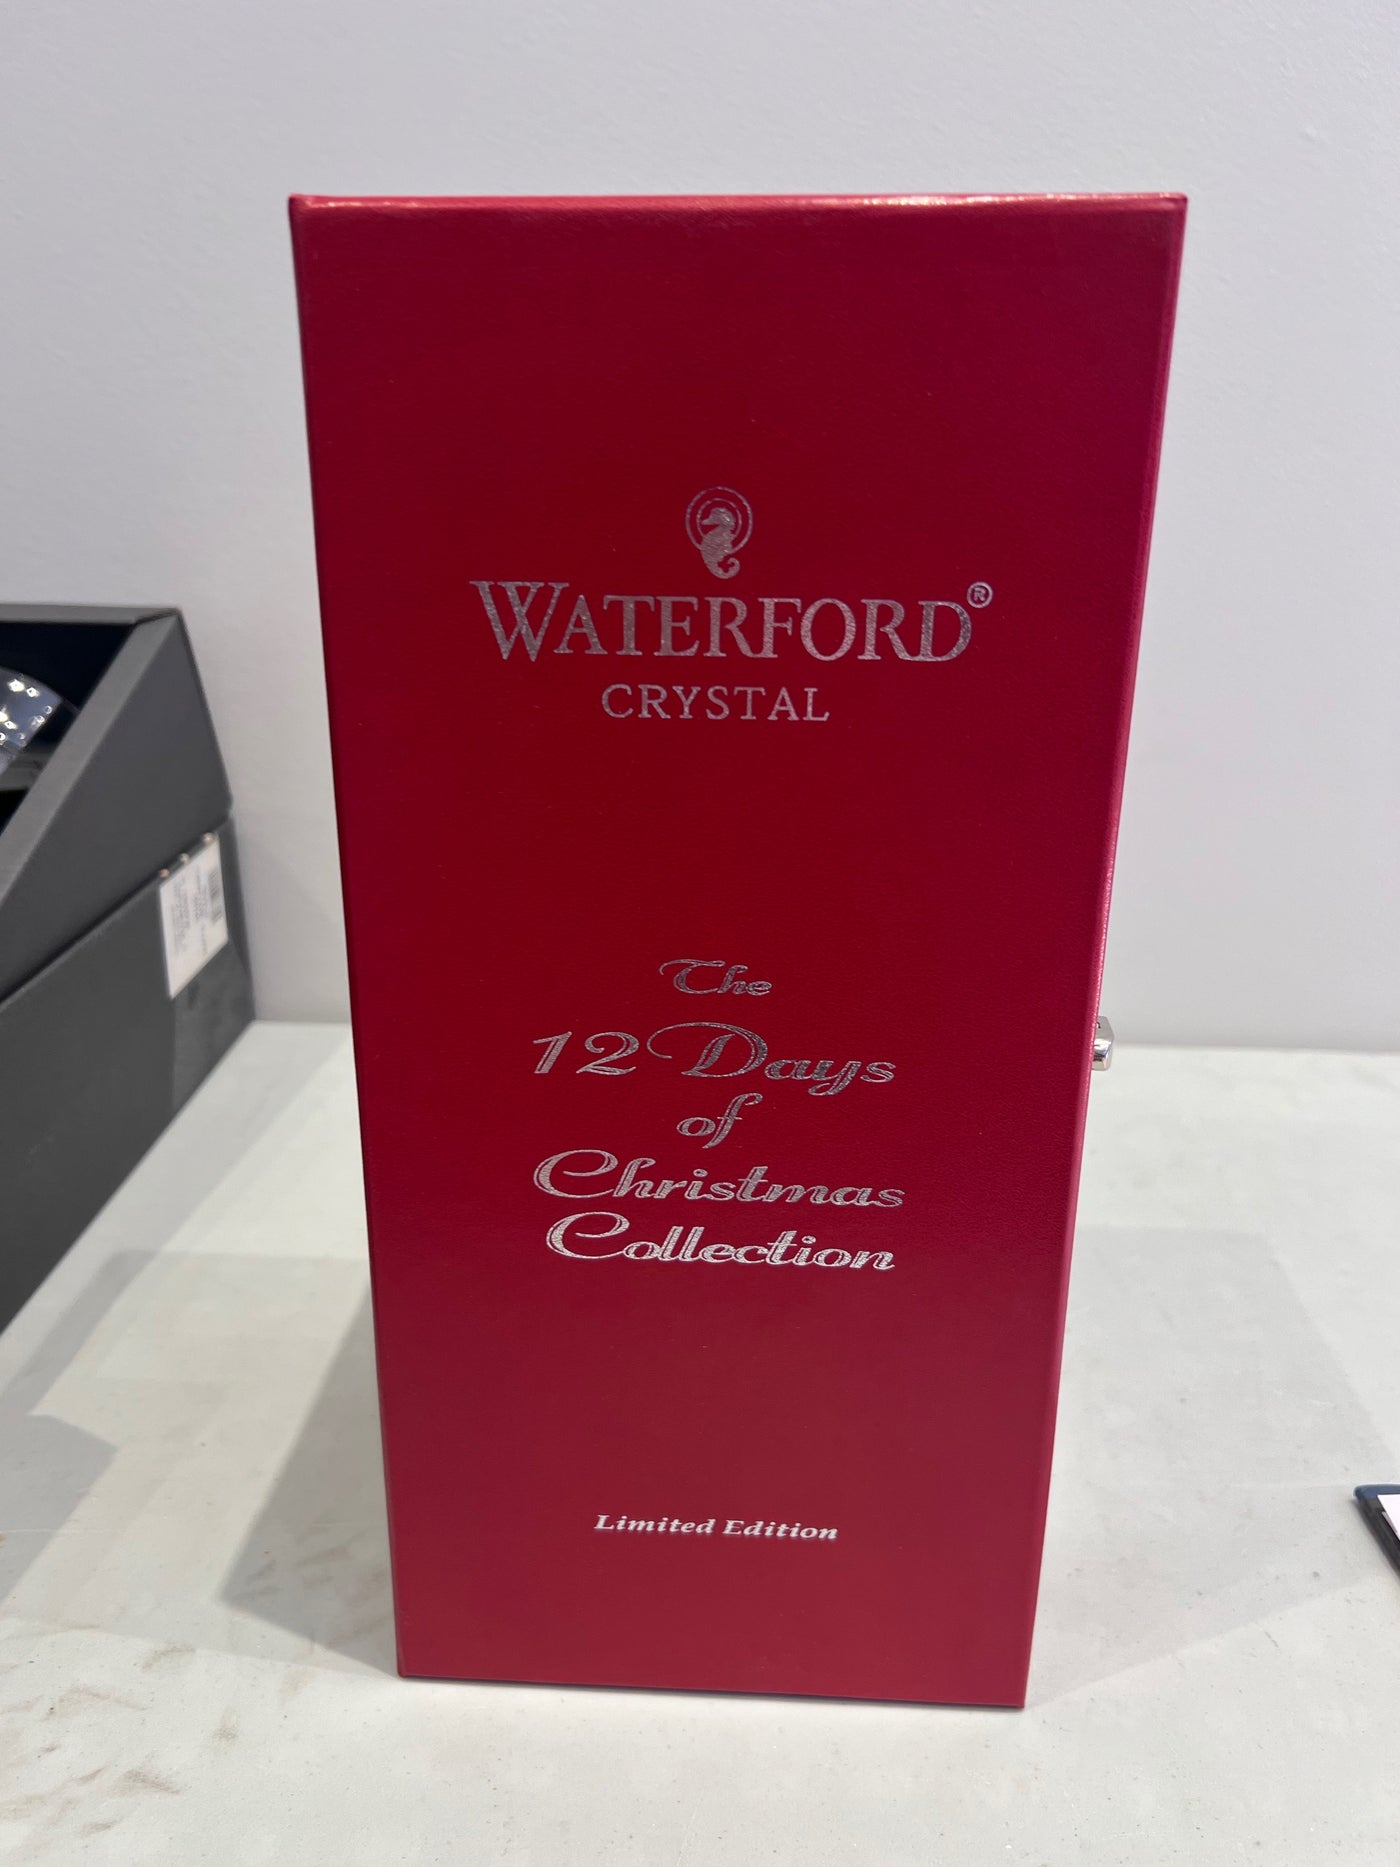 WATERFORD®
CRYSTAL
The
12 Days
of
Christmas
Collection
Limited Edition